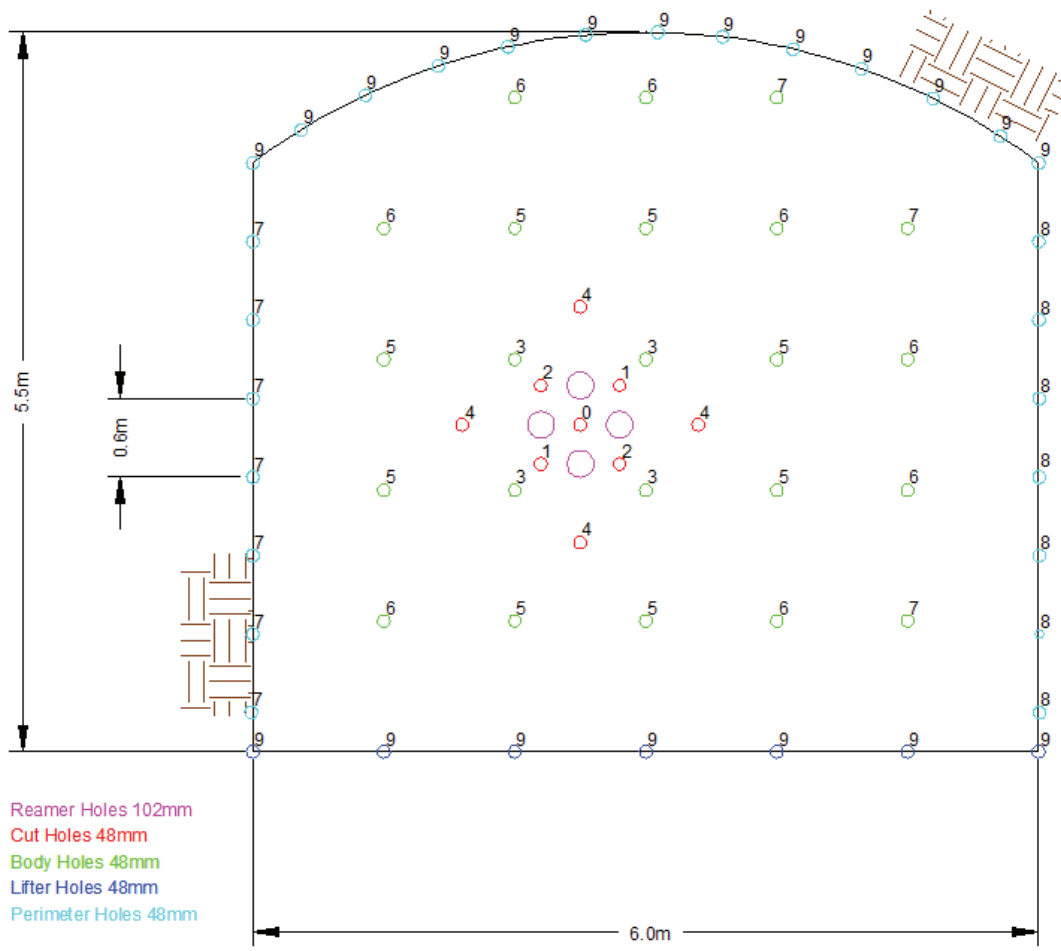 9 9 9 9 9
9 9
9 6 6 7 9
9 9
9 9
6 5 5 6 7
7 8
4
7 8
5 3 3 5 6
2 1
7 8
5.5m
0.6m
4 0 4
1 2
7 8
5 3 3 5 6
4
7 8
6 5 5 6 7
7 8
7 8
9 9 9 9 9 9 9
Reamer Holes 102mm
Cut Holes 48mm
Body Holes 48mm
Lifter Holes 48mm
Perimeter Holes 48mm
6.0m